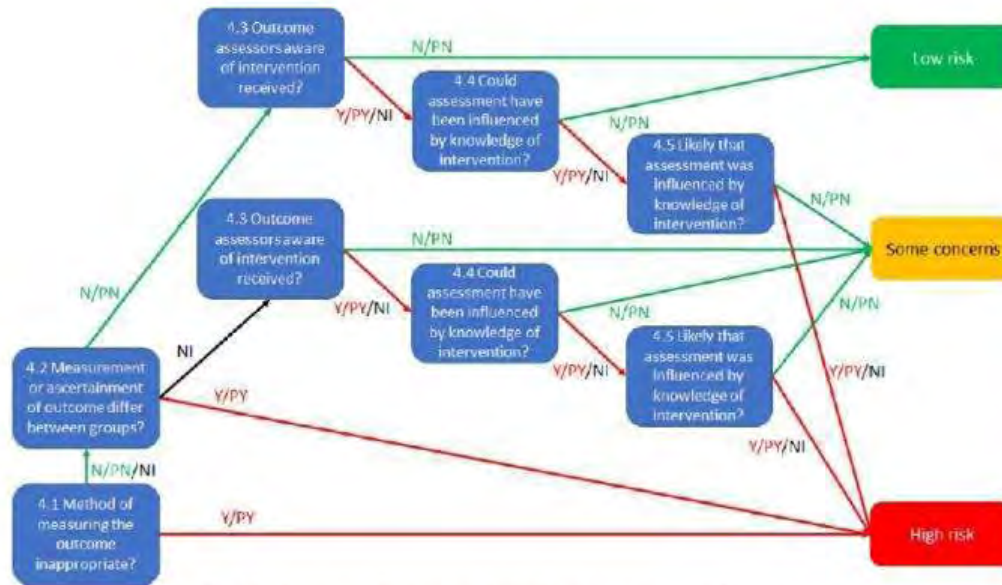 4.3 Outcome
assessors aware
of intervention
received?
N/PN
Low risk
Y/PY/NI
4.4 Could
assessment have
been influenced
by knowledge of
intervention?
N/PN
Y/PY/NI
4.5 Likely that
assessment was
influenced by
knowledge of
intervention?
N/PN
4.3 Outcome
assessors aware
of intervention
received?
N/PN
Some concerns
Y/PY/NI
4.4 Could
assessment have
been influenced
by knowledge of
intervention?
N/PN
Y/PY/NI
4.5 Likely that
assessment was
influenced by
knowledge of
intervention?
N/PN
Y/PY/NI
Y/PY/NI
N/PN
NI
4.2 Measurement
or ascertainment
of outcome differ
between groups?
Y/PY
N/PN/NI
4.1 Method of
measuring the
outcome
inappropriate?
Y/PY
High risk